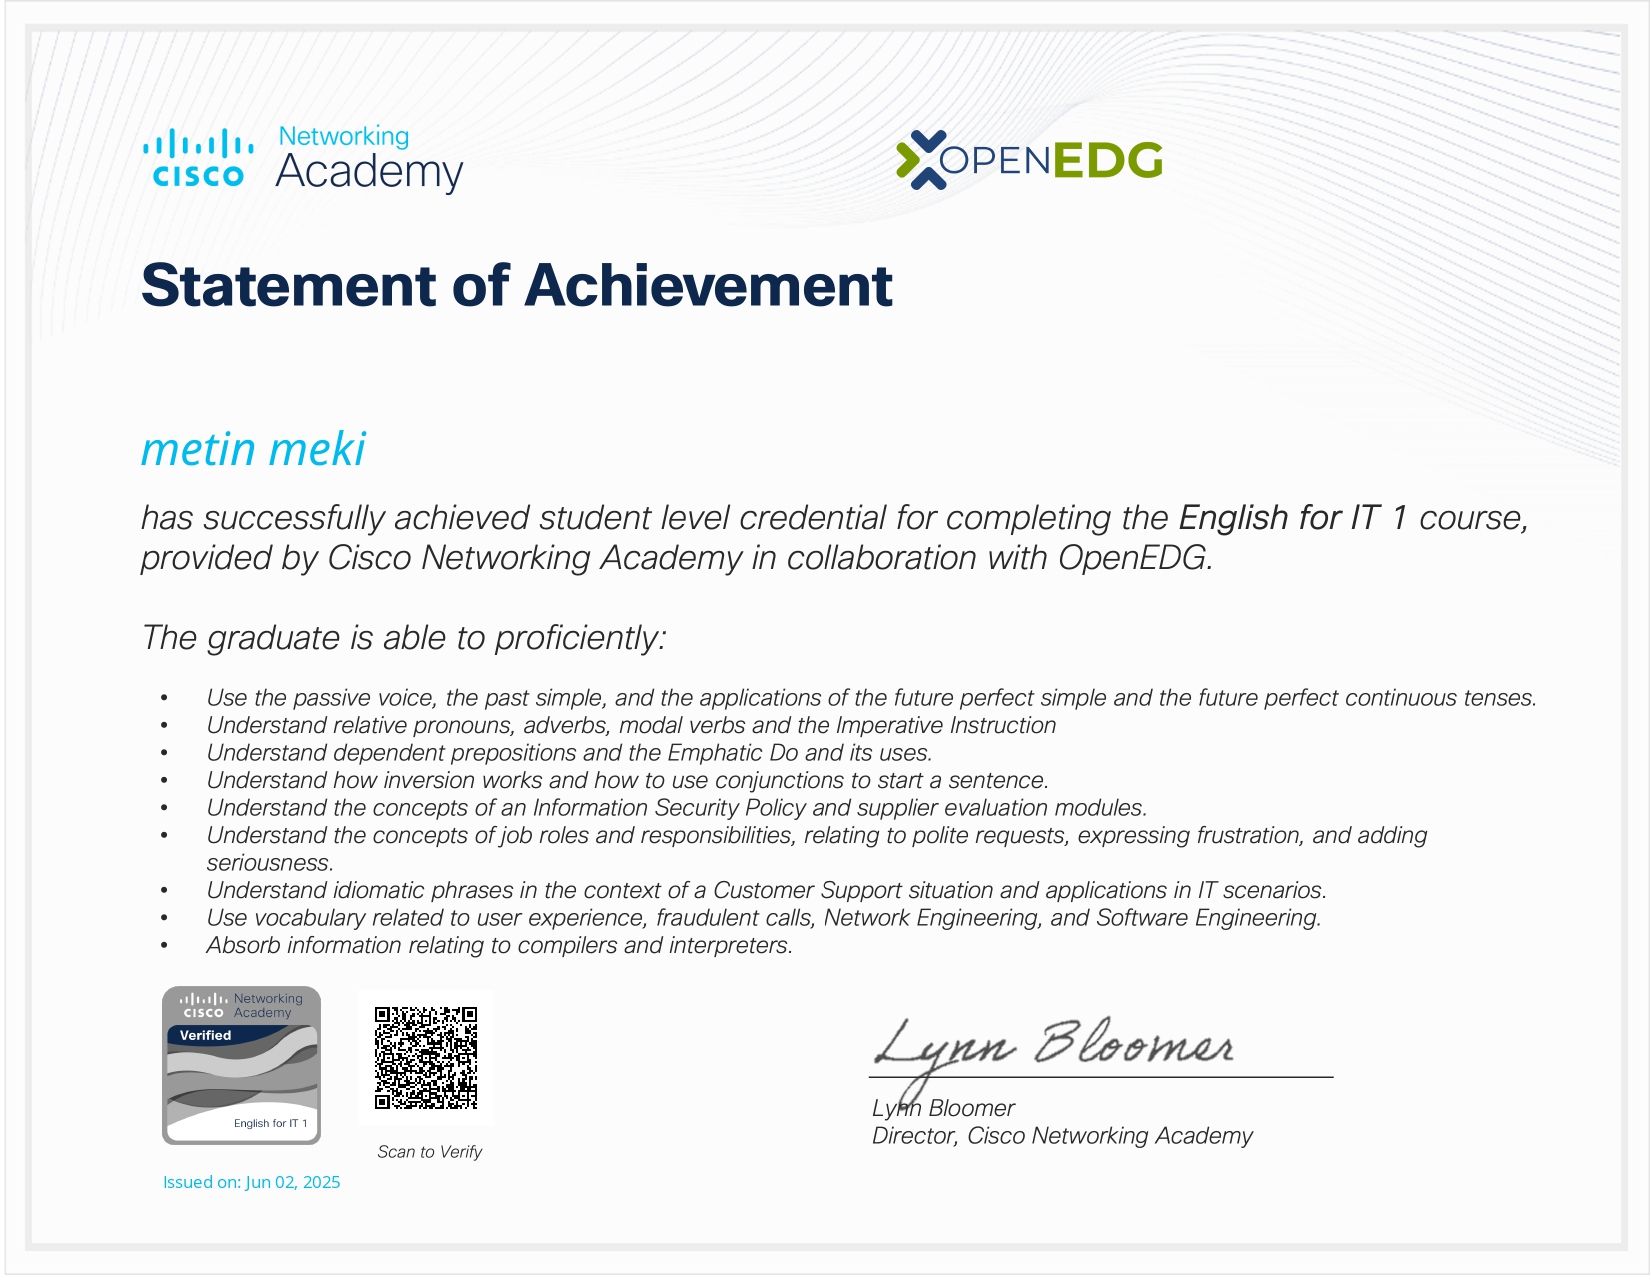 Networking
CISCO Academy
OPENEDG
Statement of Achievement
metin meki
has successfully achieved student level credential for completing the English for IT 1 course,
provided by Cisco Networking Academy in collaboration with OpenEDG.
The graduate is able to proficiently:
• Use the passive voice, the past simple, and the applications of the future perfect simple and the future perfect continuous tenses.
• Understand relative pronouns, adverbs, modal verbs and the Imperative Instruction
• Understand dependent prepositions and the Emphatic Do and its uses.
• Understand how inversion works and how to use conjunctions to start a sentence.
• Understand the concepts of an Information Security Policy and supplier evaluation modules.
• Understand the concepts of job roles and responsibilities, relating to polite requests, expressing frustration, and adding
seriousness.
• Understand idiomatic phrases in the context of a Customer Support situation and applications in IT scenarios.
• Use vocabulary related to user experience, fraudulent calls, Network Engineering, and Software Engineering.
• Absorb information relating to compilers and interpreters.
Networking
CISCO Academy
Verified
English for IT 1
Scan to Verify
Issued on: Jun 02, 2025
Lynn Bloomer
Lynn Bloomer
Director, Cisco Networking Academy